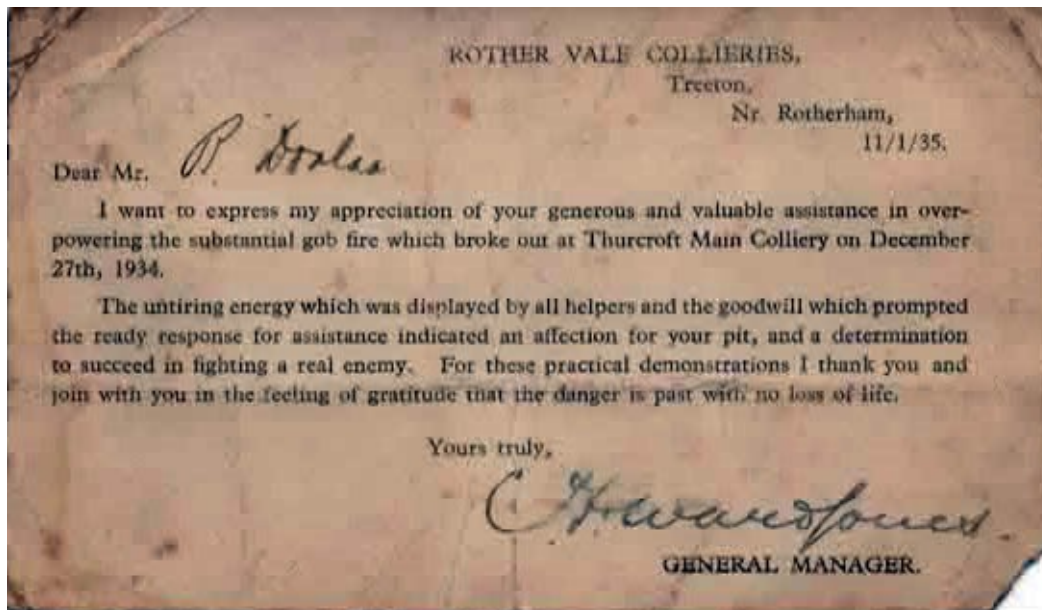 ROTHER VALE COLLIERIES,
Treeton,
Nr. Rotherham,
11/1/35.
Dear Mr. R
I want to express my appreciation of your generous and valuable assistance in over-
powering the substantial gob fire which broke out at Thurcroft Main Colliery on December
27th, 1934.
The untiring energy which was displayed by all helpers and the goodwill which prompted
the ready response for assistance indicated an affection for your pit, and a determination
to succeed in fighting a real enemy. For these practical demonstrations I thank you and
join with you in the feeling of gratitude that the danger is past with no loss of life.
Yours truly,
C Howard Jones.
GENERAL MANAGER.